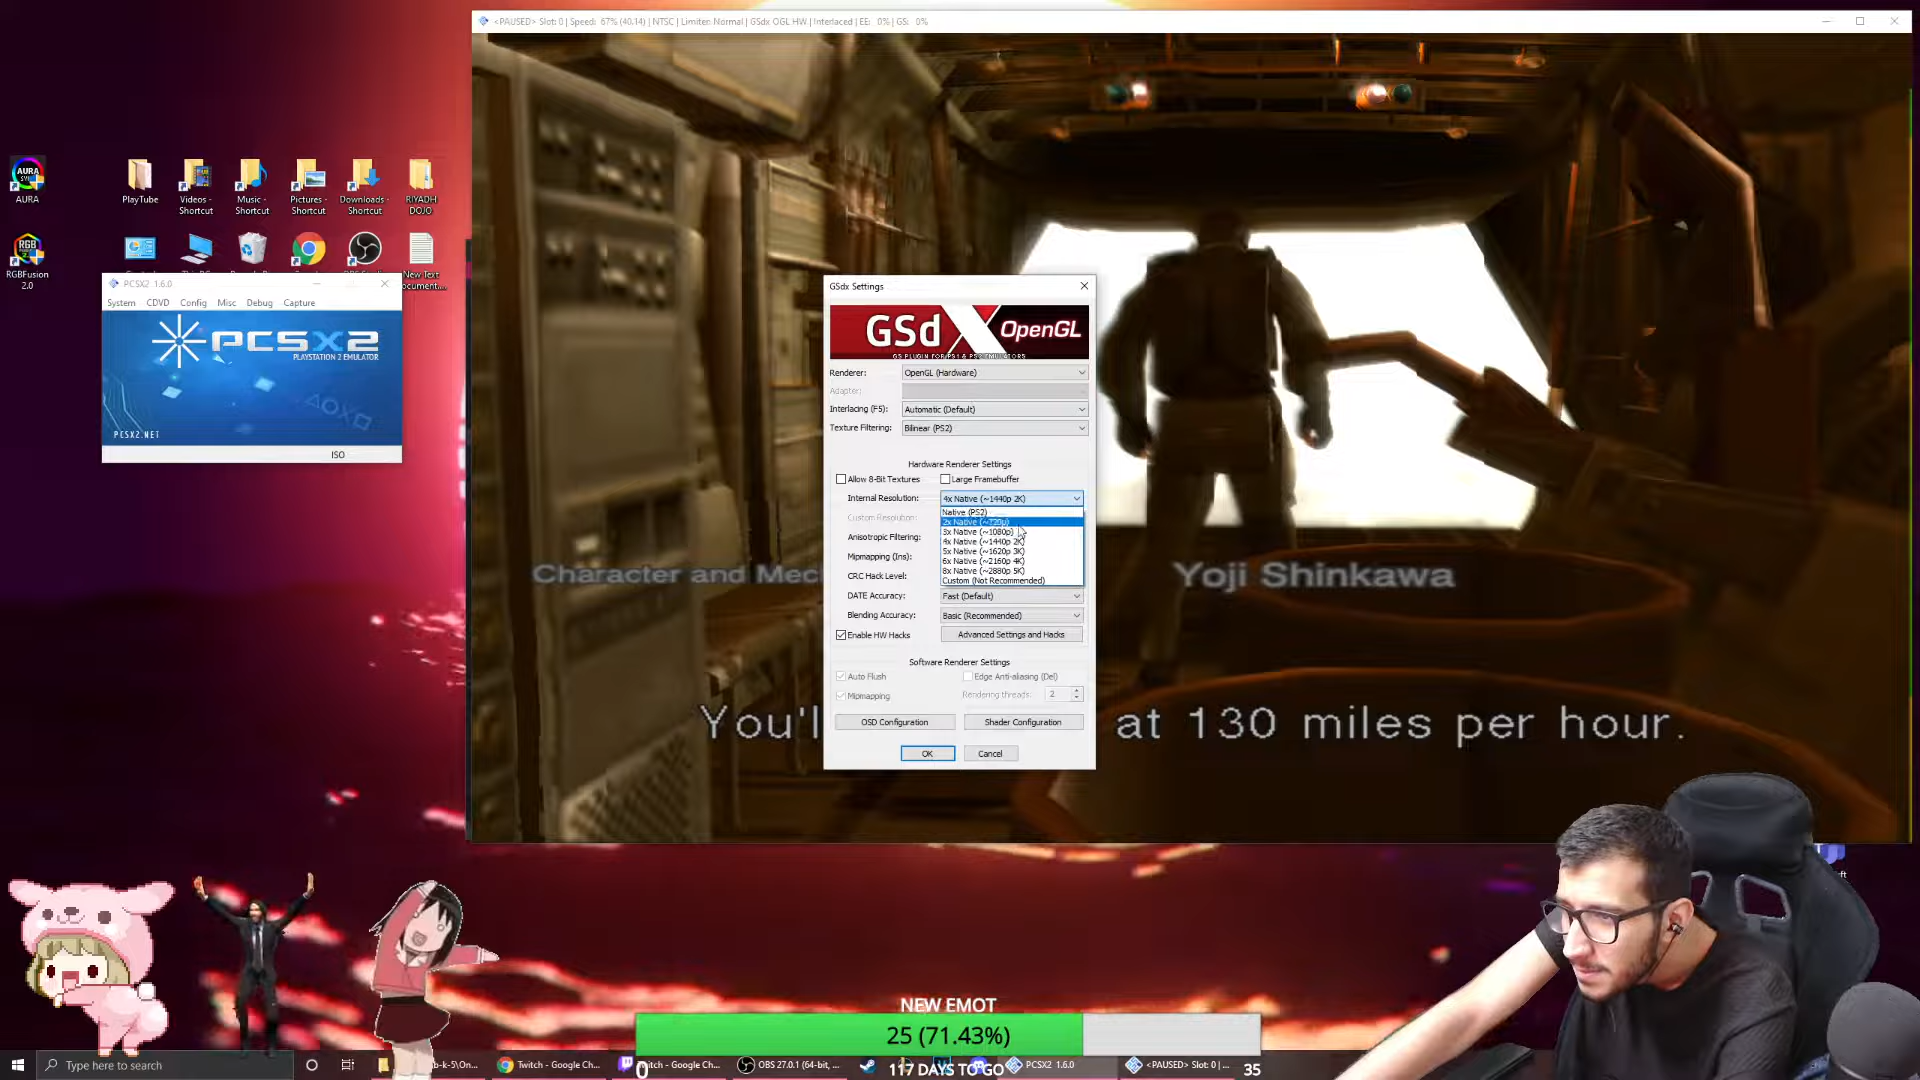 <PAUSED> Slot: 0 | Speed: 67% (40.14) | NTSC | Limiter: Normal | GSdx OGL HW | Interlaced | EE: 0% | GS: 0%
AURA
PlayTube
Videos - Shortcut
Music - Shortcut
Pictures - Shortcut
Downloads - Shortcut
RIYADH DOJO
RGBFusion 2.0
New Text
PCSX2 1.6.0
System CDVD Config Misc Debug Capture
PCSX2
PLAYSTATION 2 EMULATOR
PCSX2.NET
ISO
GSdx Settings
GSdX OpenGL
GS PLUGIN FOR PS1 & PS2 EMULATORS
Renderer: OpenGL (Hardware)
Adapter:
Interlacing (F5): Automatic (Default)
Texture Filtering: Bilinear (PS2)
Hardware Renderer Settings
Allow 8-Bit Textures Large Framebuffer
Internal Resolution: 4x Native (~1440p 2K)
Native (PS2)
Custom Resolution: 2x Native (~720p)
3x Native (~1080p)
Anisotropic Filtering: 4x Native (~1440p 2K)
5x Native (~1620p 3K)
Mipmapping (Ins) 6x Native (~2160p 4K)
8x Native (~2880p 5K)
CRC Hack Level: Custom (Not Recommended)
DATE Accuracy: Fast (Default)
Blending Accuracy: Basic (Recommended)
Enable HW Hacks Advanced Settings and Hacks
Software Renderer Settings
Auto Flush Edge Anti-aliasing (Del)
Mipmapping Rendering threads: 2
OSD Configuration Shader Configuration
OK Cancel
Character and Mec
Yoji Shinkawa
You'l at 130 miles per hour.
NEW EMOT
25 (71.43%)
0 117 DAYS TO GO 35
Type here to search
Twitch - Google Ch...
itch - Google Ch...
OBS 27.0.1 (64-bit, ...
PCSX2 1.6.0
<PAUSED> Slot: 0 | ...